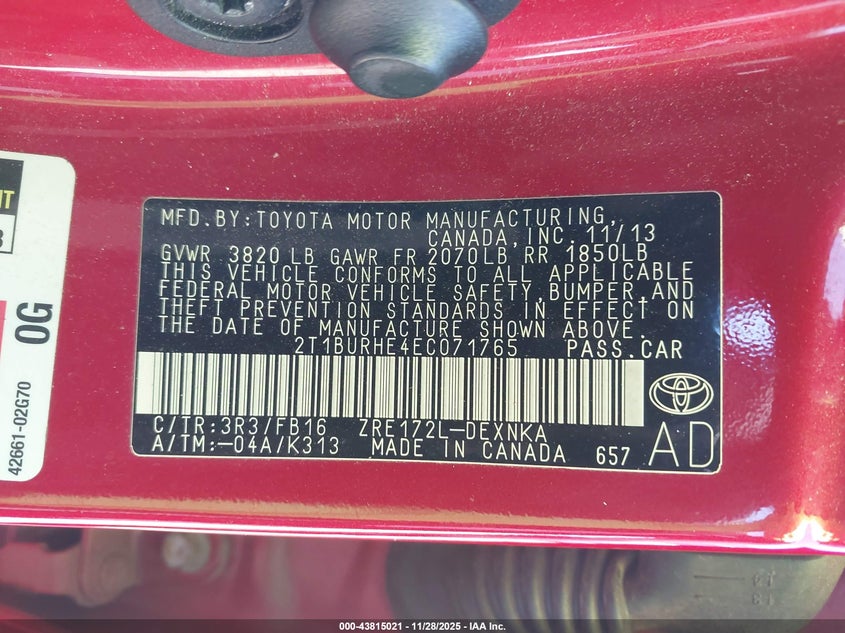 MFD.BY:TOYOTA MOTOR MANUFACTURING,
CANADA,INC. 11/13
GVWR 3820 LB GAWR FR 2070LB, RR 1850LB
THIS VEHICLE CONFORMS TO ALL APPLICABLE
FEDERAL MOTOR VEHICLE SAFETY,BUMPER,AND
THEFT PREVENTION STANDARDS IN EFFECT ON
THE DATE OF MANUFACTURE SHOWN ABOVE.
2T1BURHE4EC071765 PASS.CAR
C/TR:3R3/FB16 ZRE172L-DEXNKA
A/TM:-04A/K313 MADE IN CANADA 657 AD
0G
42661-02G70
000-43815021 - 11/28/2025 - IAA Inc.